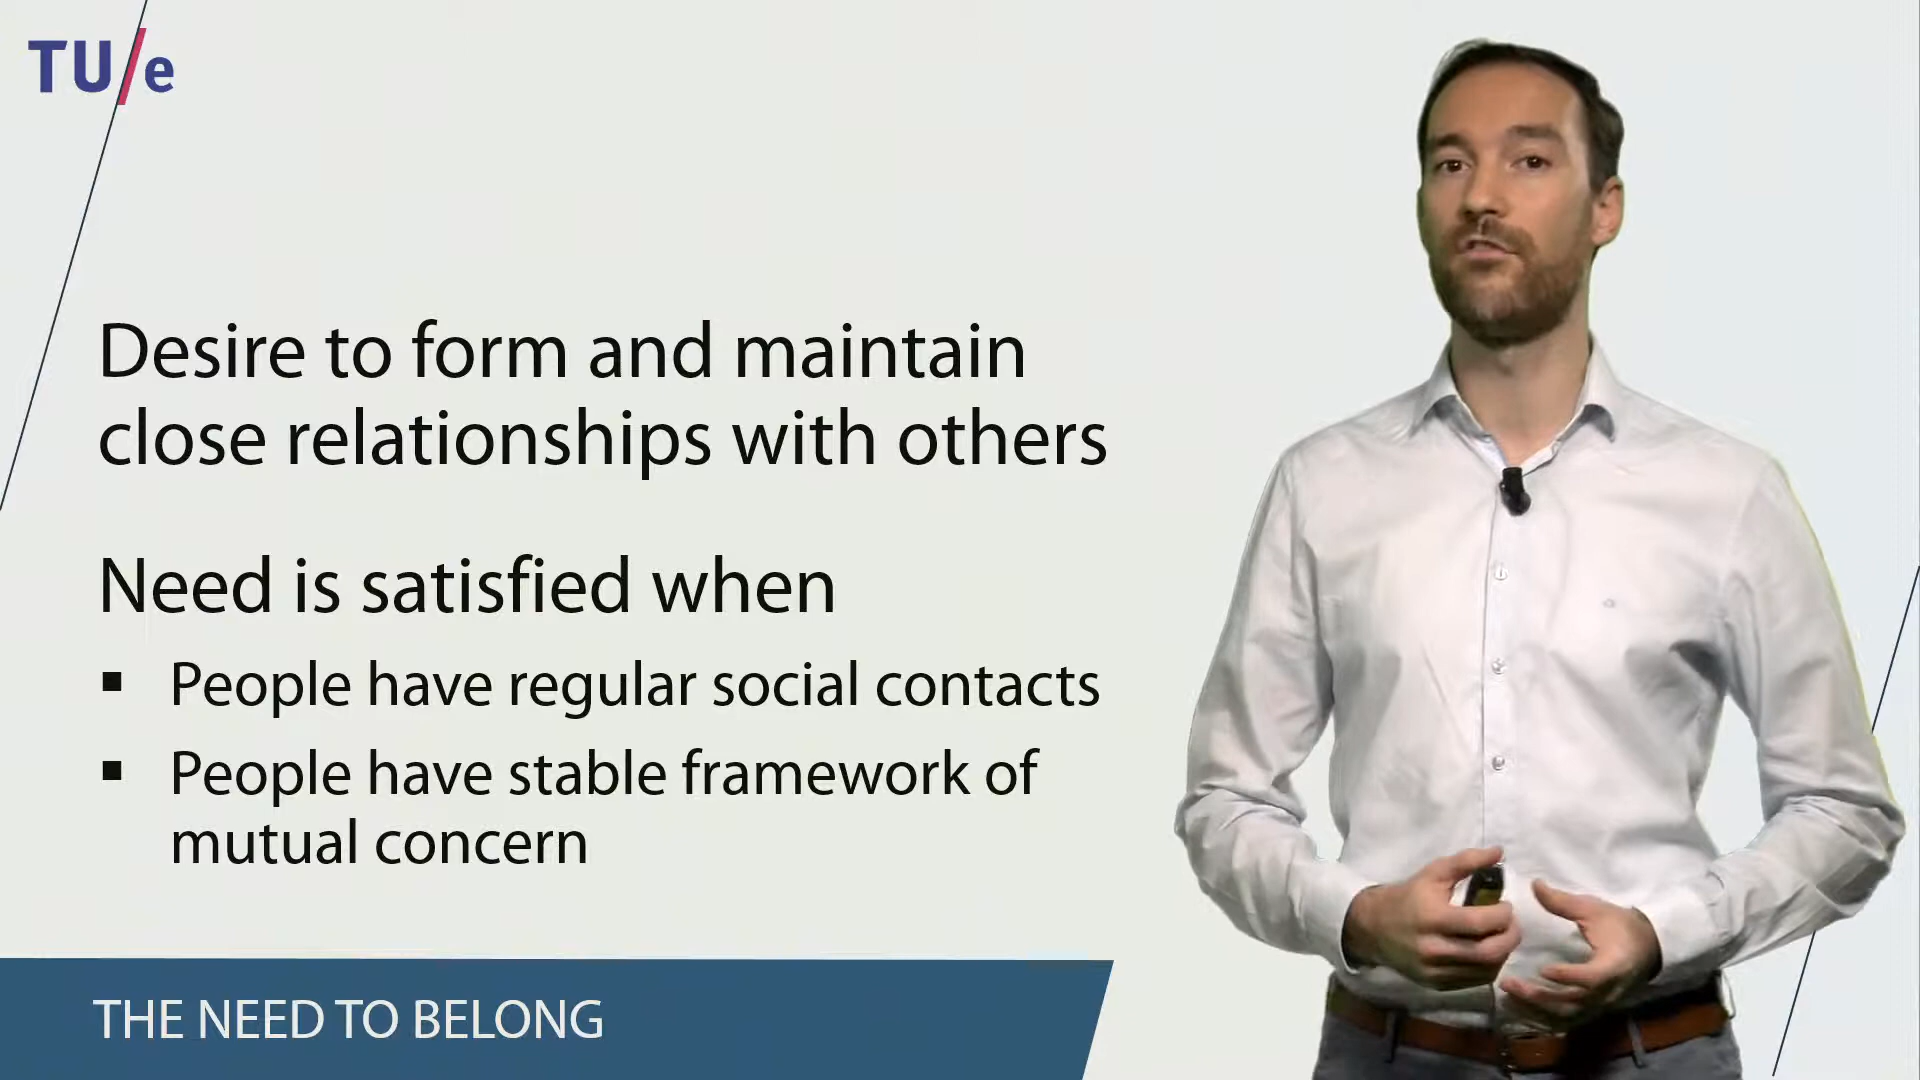 TU/e
Desire to form and maintain
close relationships with others
Need is satisfied when
▪ People have regular social contacts
▪ People have stable framework of
mutual concern
THE NEED TO BELONG